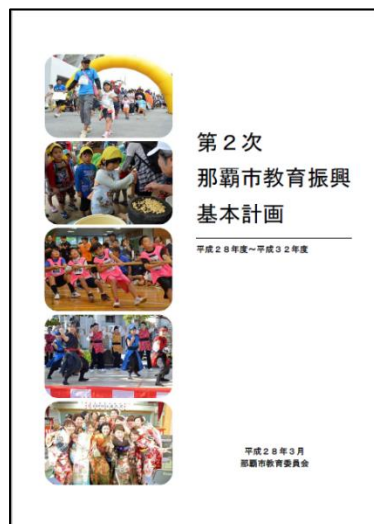 第２次
那覇市教育振興
基本計画
平成２８年度～平成３２年度
平成２８年３月
那覇市教育委員会